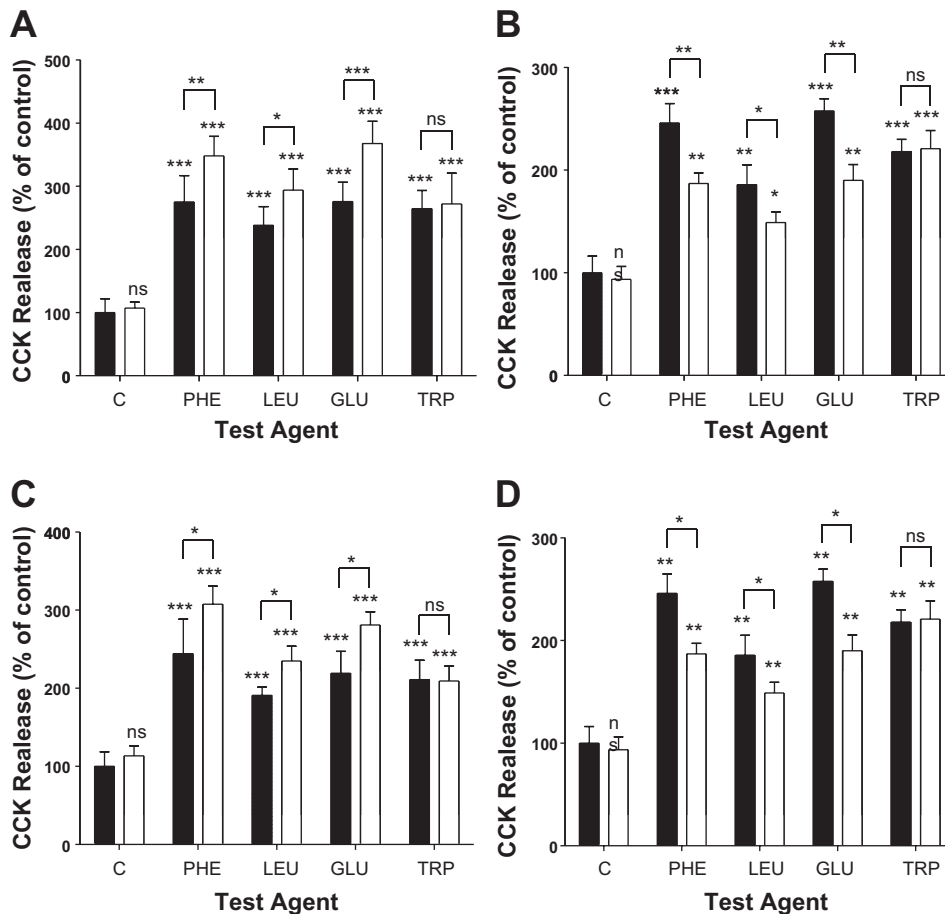 A
CCK Realease (% of control)
500
400
300
200
100
0
ns
***
**
***
***
*
***
***
***
***
***
ns
***
C PHE LEU GLU TRP
Test Agent
B
CCK Realease (% of control)
300
200
100
0
n
s
***
**
**
**
*
*
***
**
**
***
ns
***
C PHE LEU GLU TRP
Test Agent
C
CCK Realease (% of control)
400
300
200
100
0
ns
***
*
***
***
*
***
***
*
***
***
ns
***
C PHE LEU GLU TRP
Test Agent
D
CCK Realease (% of control)
300
200
100
0
n
s
**
*
**
**
*
**
**
*
**
**
ns
**
C PHE LEU GLU TRP
Test Agent